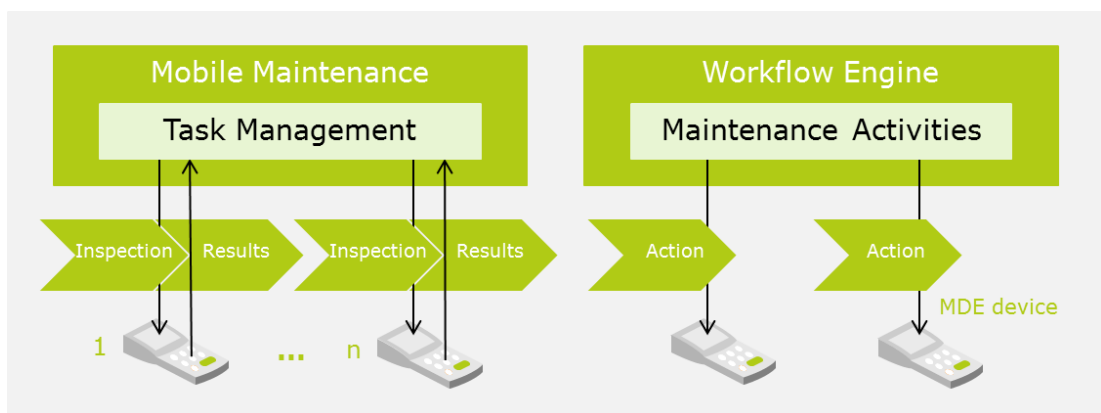 Mobile Maintenance
Task Management
Workflow Engine
Maintenance Activities
Inspection
Results
Inspection
Results
Action
Action
MDE device
1
...
n